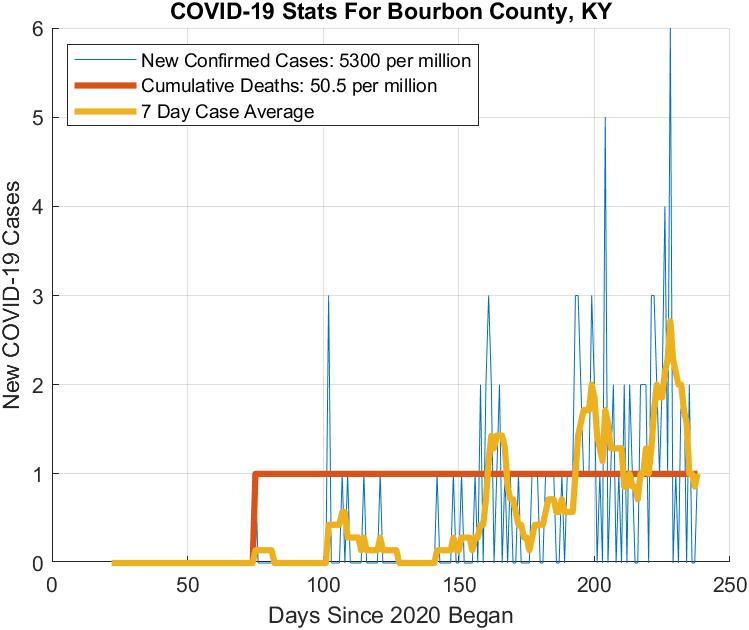 COVID-19 Stats For Bourbon County, KY
New Confirmed Cases: 5300 per million
Cumulative Deaths: 50.5 per million
7 Day Case Average
New COVID-19 Cases
6
5
4
3
2
1
0
0 50 100 150 200 250
Days Since 2020 Began